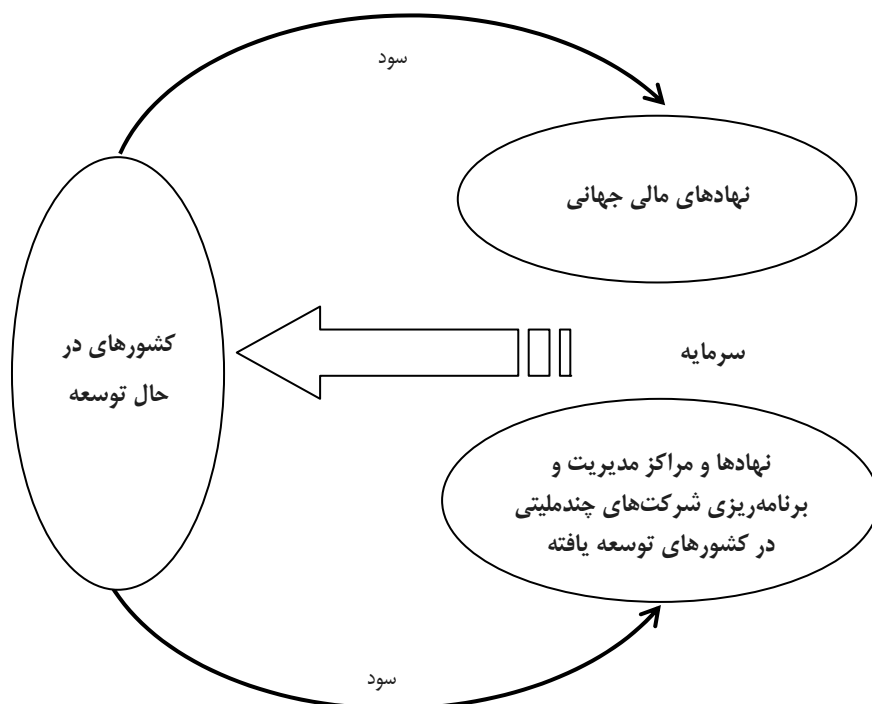 سود
نهادهای مالی جهانی
کشورهای در
حال توسعه
سرمایه
نهادها و مراکز مدیریت و
برنامه‌ریزی شرکت‌های چندملیتی
در کشورهای توسعه یافته
سود